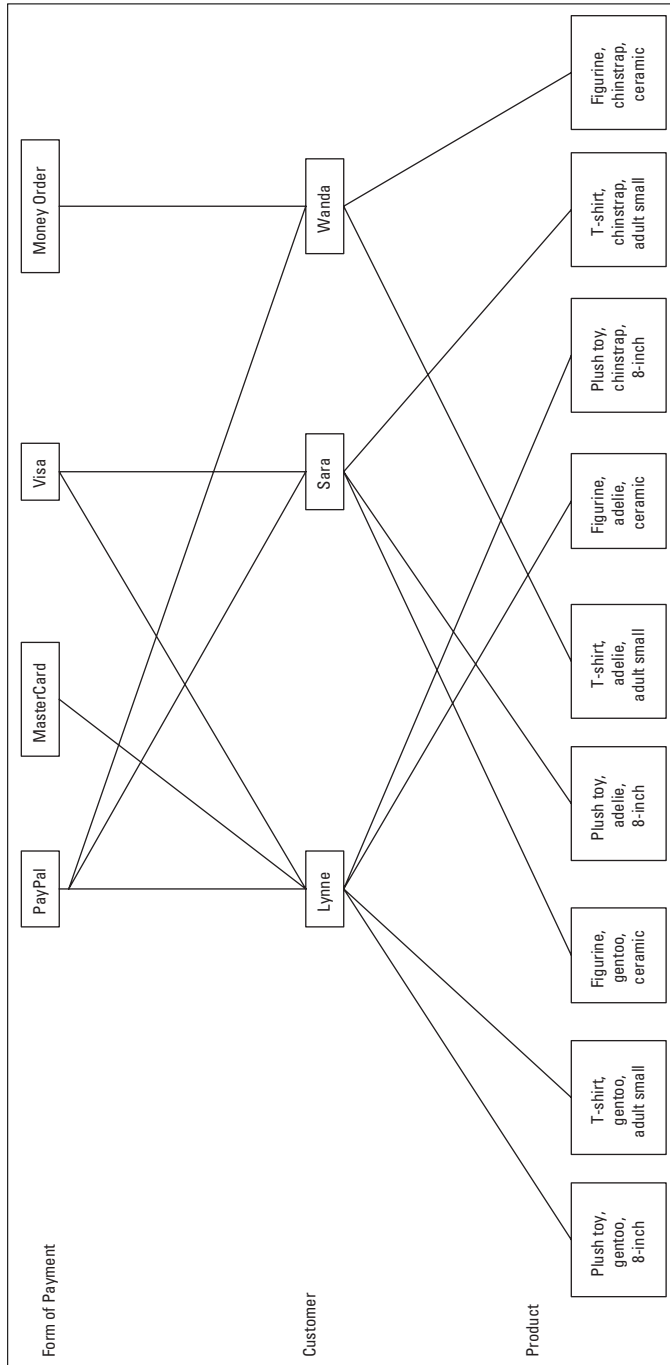 Form of Payment
PayPal
MasterCard
Visa
Money Order
Customer
Lynne
Sara
Wanda
Product
Plush toy,
gentoo,
8-inch
T-shirt,
gentoo,
adult small
Figurine,
gentoo,
ceramic
Plush toy,
adelie,
8-inch
T-shirt,
adelie,
adult small
Figurine,
adelie,
ceramic
Plush toy,
chinstrap,
8-inch
T-shirt,
chinstrap,
adult small
Figurine,
chinstrap,
ceramic